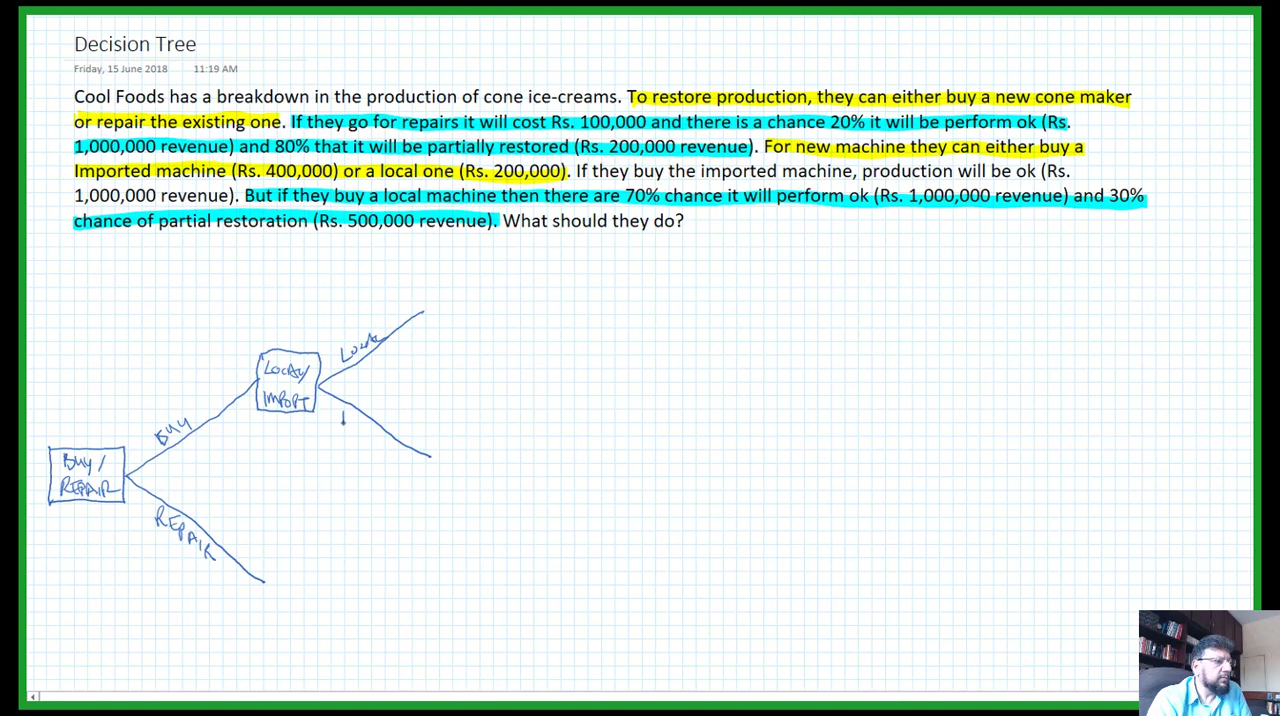 Decision Tree
Friday, 15 June 2018 11:19 AM
Cool Foods has a breakdown in the production of cone ice-creams. To restore production, they can either buy a new cone maker
or repair the existing one. If they go for repairs it will cost Rs. 100,000 and there is a chance 20% it will be perform ok (Rs.
1,000,000 revenue) and 80% that it will be partially restored (Rs. 200,000 revenue). For new machine they can either buy a
Imported machine (Rs. 400,000) or a local one (Rs. 200,000). If they buy the imported machine, production will be ok (Rs.
1,000,000 revenue). But if they buy a local machine then there are 70% chance it will perform ok (Rs. 1,000,000 revenue) and 30%
chance of partial restoration (Rs. 500,000 revenue). What should they do?
LOCAL
LOCAL/
IMPORT
BUY
BUY/
REPAIR
REPAIR